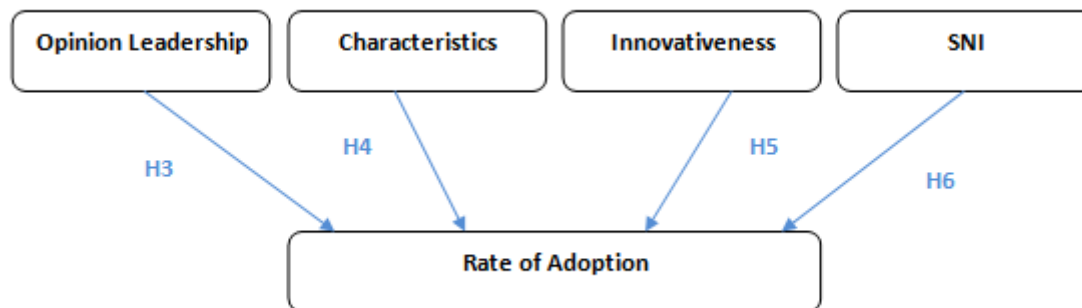 Opinion Leadership
Characteristics
Innovativeness
SNI
H3
H4
H5
H6
Rate of Adoption